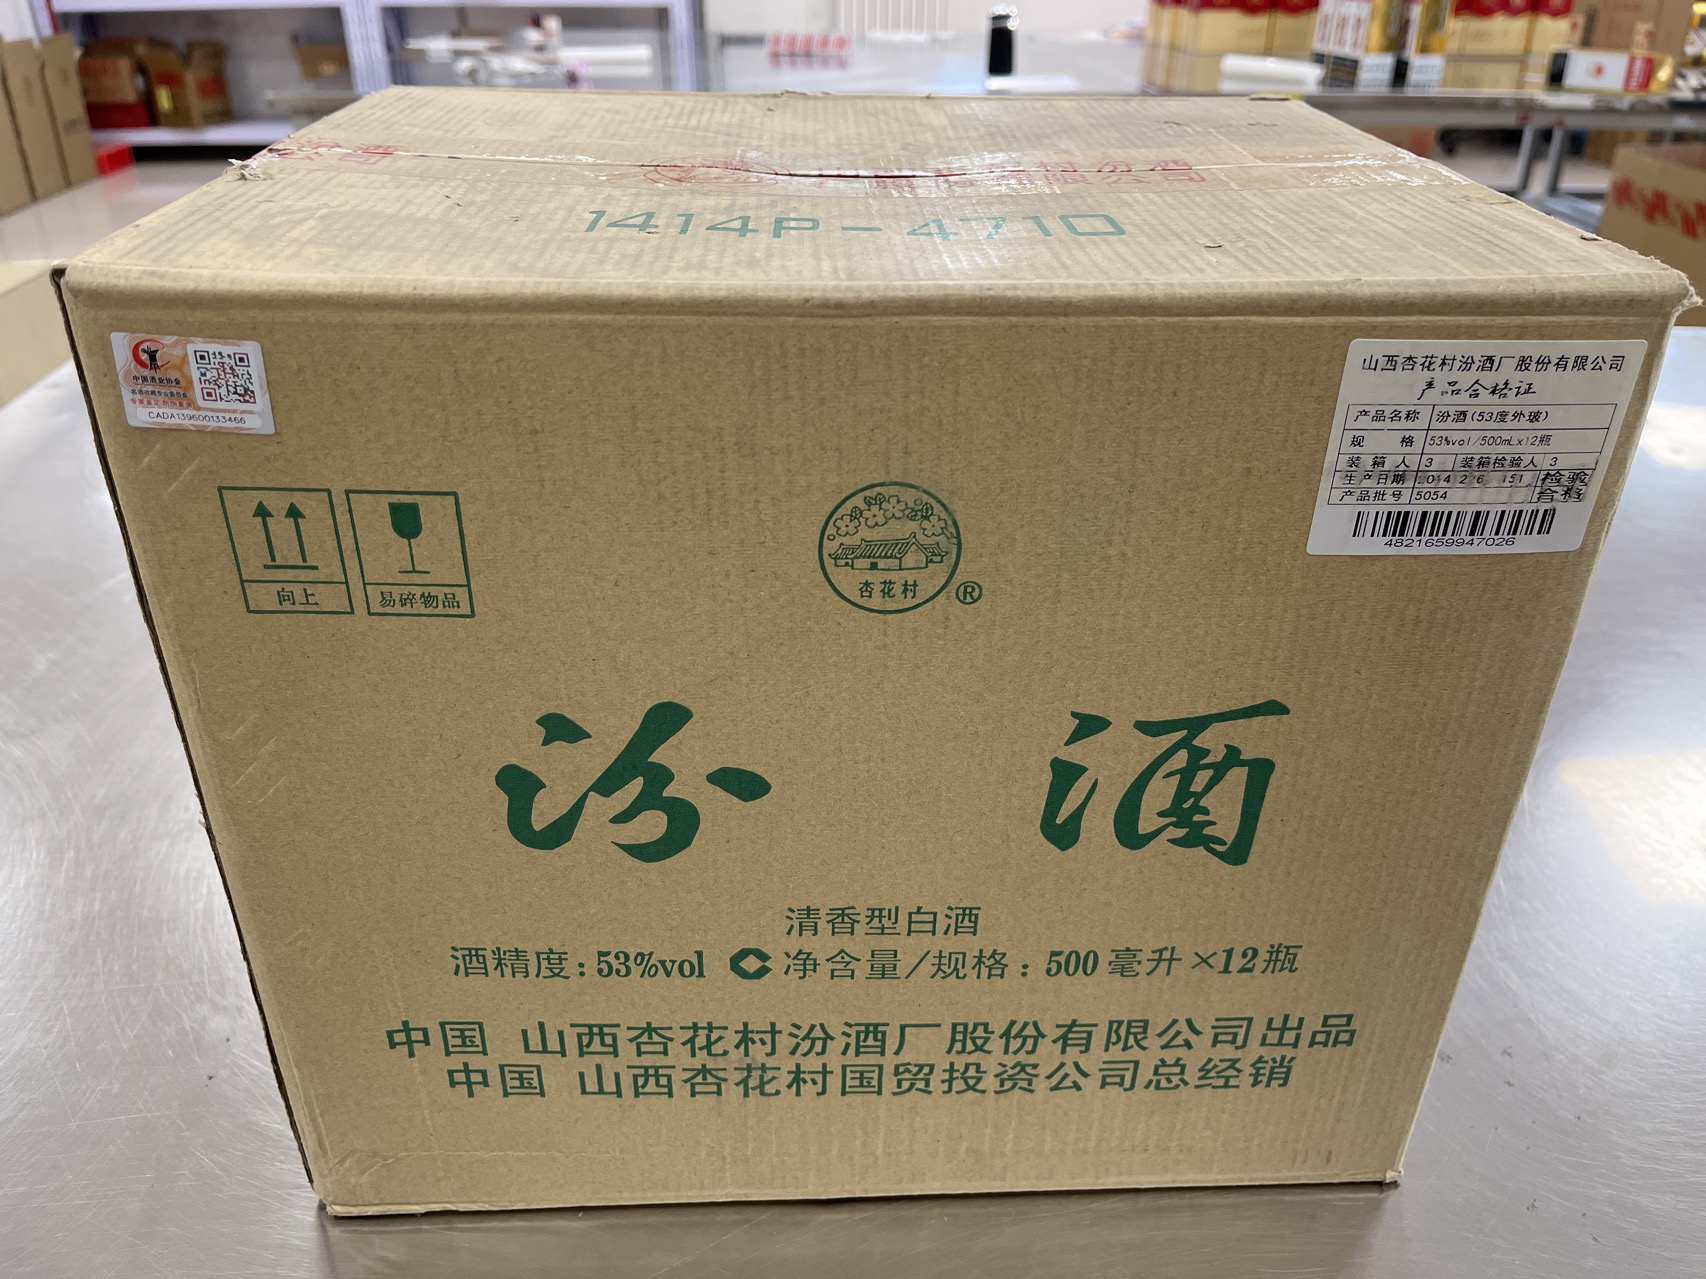 1414P-4710
中国酒业协会
CADA139600133466
山西杏花村汾酒厂股份有限公司
产品合格证
产品名称 汾酒(53度外玻)
规 格 53%vol/500mL×12瓶
装箱人 3 装箱检验人 3
生产日期 151 检验
产品批号 5054 合格
4821659947026
向上
易碎物品
杏花村
®
汾 酒
清香型白酒
酒精度:53%vol 净含量/规格:500毫升×12瓶
中国 山西杏花村汾酒厂股份有限公司出品
中国 山西杏花村国贸投资公司总经销